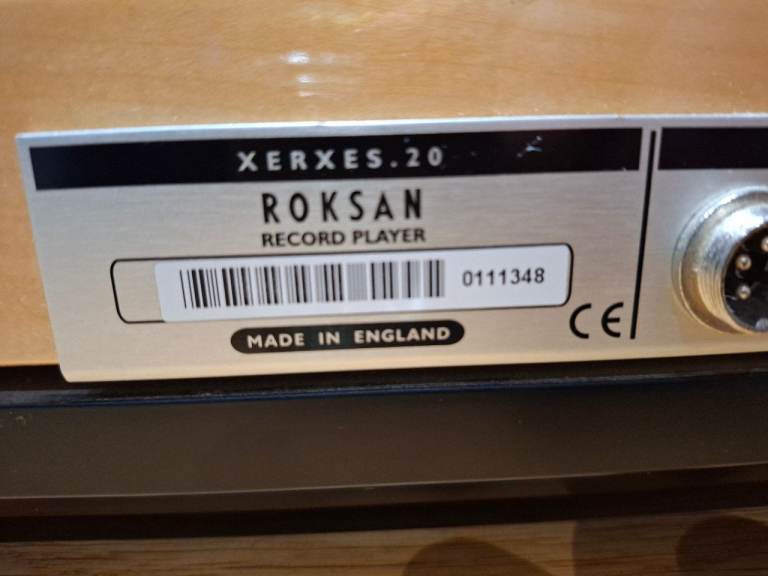 XERXES.20
ROKSAN
RECORD PLAYER
0111348
MADE IN ENGLAND
CE